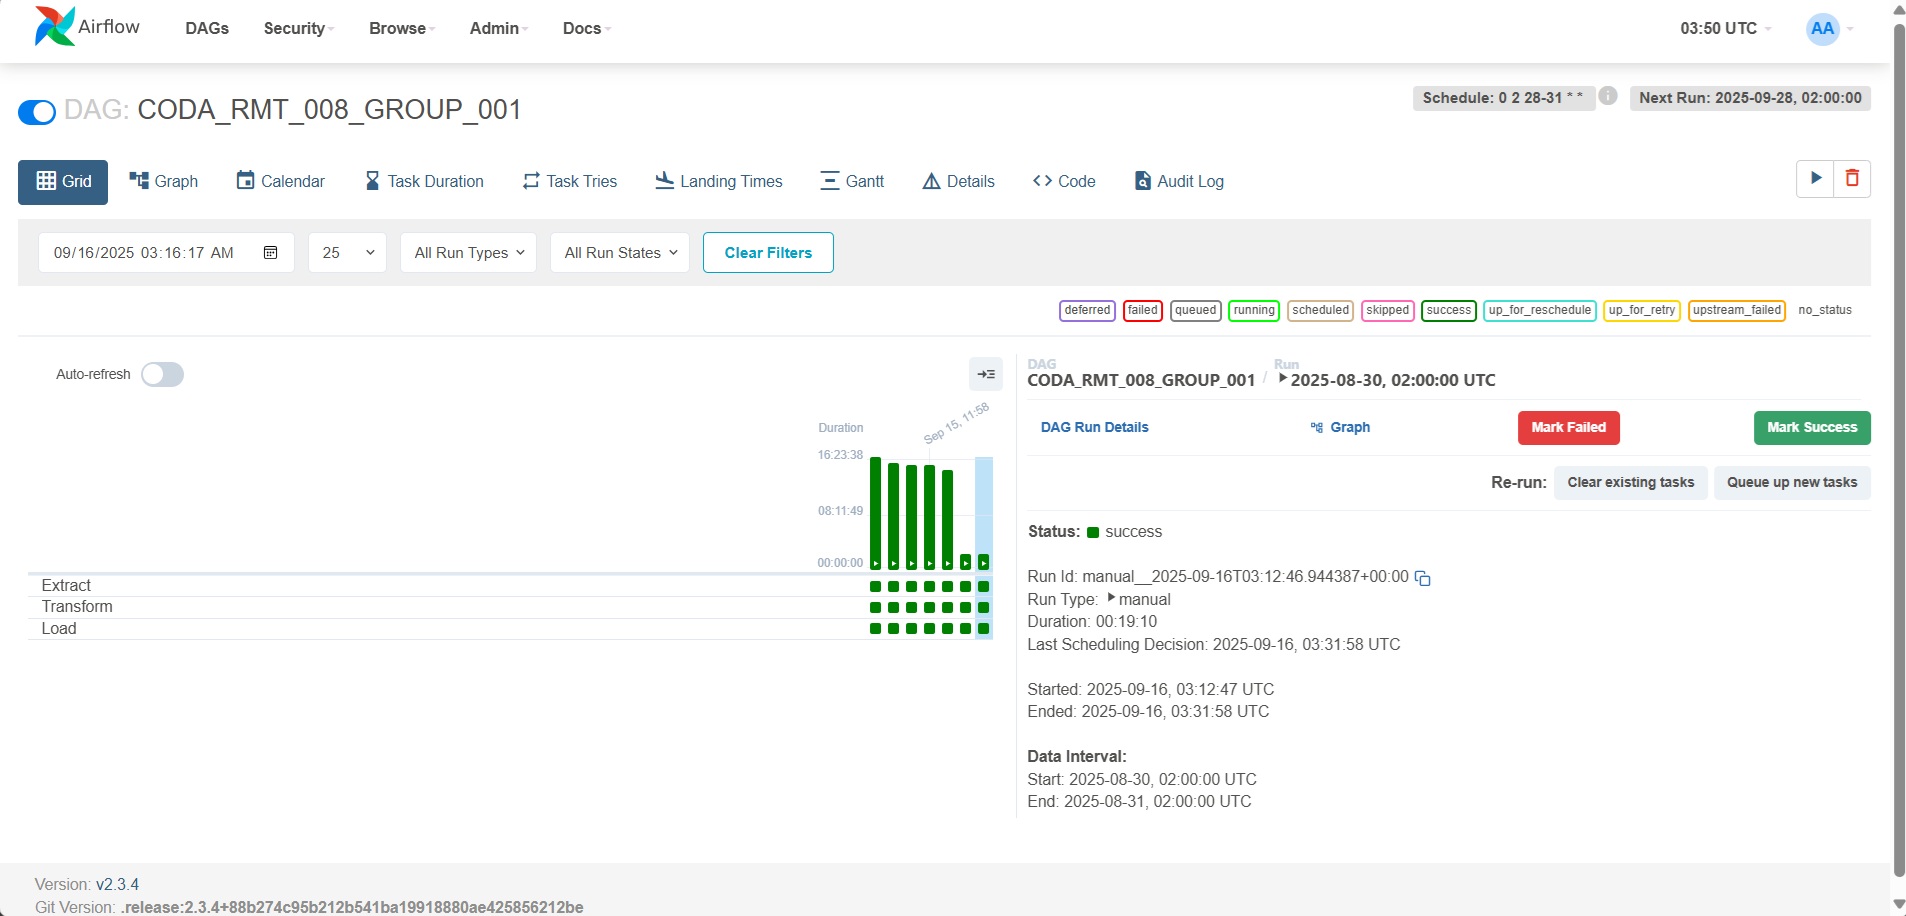 Airflow DAGs Security Browse Admin Docs 03:50 UTC AA
DAG: CODA_RMT_008_GROUP_001 Schedule: 0 2 28-31 * * Next Run: 2025-09-28, 02:00:00
Grid Graph Calendar Task Duration Task Tries Landing Times Gantt Details Code Audit Log
09/16/2025 03:16:17 AM 25 All Run Types All Run States Clear Filters
deferred failed queued running scheduled skipped success up_for_reschedule up_for_retry upstream_failed no_status
Auto-refresh
Duration
Sep 15, 11:58
16:23:38
08:11:49
00:00:00
Extract
Transform
Load
DAG Run
CODA_RMT_008_GROUP_001 / 2025-08-30, 02:00:00 UTC
DAG Run Details Graph Mark Failed Mark Success
Re-run: Clear existing tasks Queue up new tasks
Status: success
Run Id: manual__2025-09-16T03:12:46.944387+00:00
Run Type: manual
Duration: 00:19:10
Last Scheduling Decision: 2025-09-16, 03:31:58 UTC
Started: 2025-09-16, 03:12:47 UTC
Ended: 2025-09-16, 03:31:58 UTC
Data Interval:
Start: 2025-08-30, 02:00:00 UTC
End: 2025-08-31, 02:00:00 UTC
Version: v2.3.4
Git Version: .release:2.3.4+88b274c95b212b541ba19918880ae425856212be